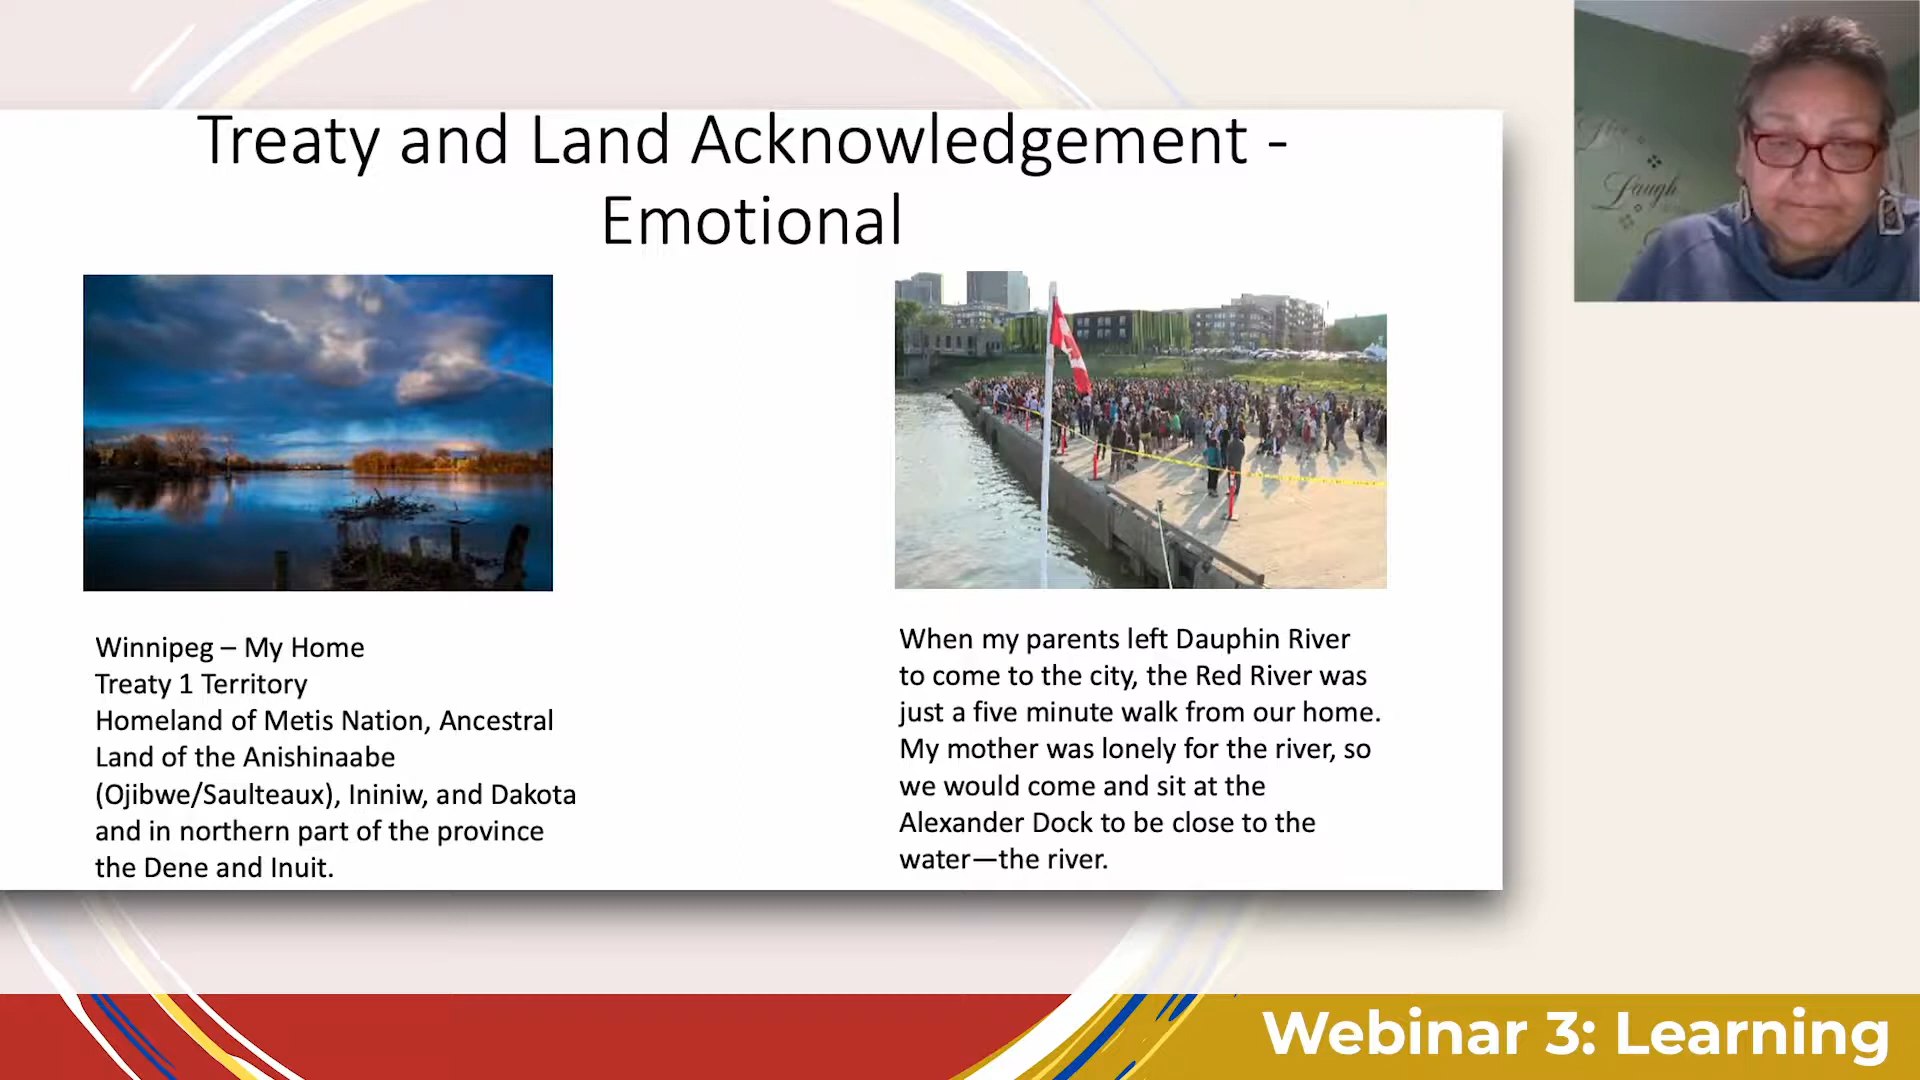 Treaty and Land Acknowledgement -
Emotional
Winnipeg – My Home
Treaty 1 Territory
Homeland of Metis Nation, Ancestral
Land of the Anishinaabe
(Ojibwe/Saulteaux), Ininiw, and Dakota
and in northern part of the province
the Dene and Inuit.
When my parents left Dauphin River
to come to the city, the Red River was
just a five minute walk from our home.
My mother was lonely for the river, so
we would come and sit at the
Alexander Dock to be close to the
water—the river.
Laugh
Webinar 3: Learning